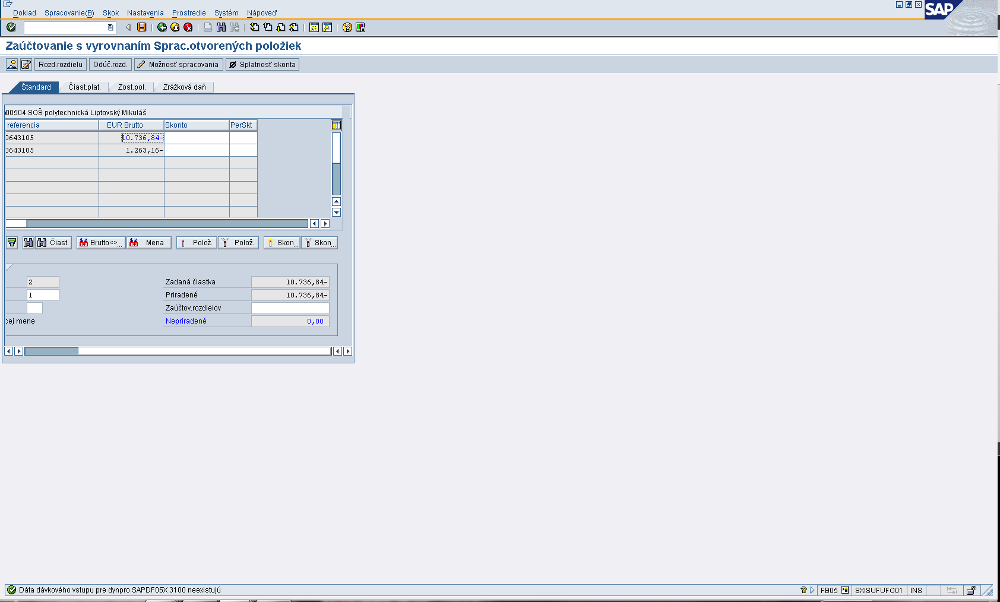 Doklad Spracovanie(B) Skok Nastavenia Prostredie Systém Nápoveď
SAP
Zaúčtovanie s vyrovnaním Sprac.otvorených položiek
Rozd.rozdielu Odúč.rozd. Možnosť spracovania Splatnosť skonta
Štandard Čiast.plat. Zost.pol. Zrážková daň
00504 SOŠ polytechnická Liptovský Mikuláš
referencia EUR Brutto Skonto PerSkt
0643105 10.736,84-
0643105 1.263,16-
Čiast. Brutto<>... Mena Polož. Polož. Skon... Skon...
2 Zadaná čiastka 10.736,84-
1 Priradené 10.736,84-
Zaúčtov.rozdielov
cej mene Nepriradené 0,00
Dáta dávkového vstupu pre dynpro SAPDF05X 3100 neexistujú FB05 SXISUFUFO01 INS